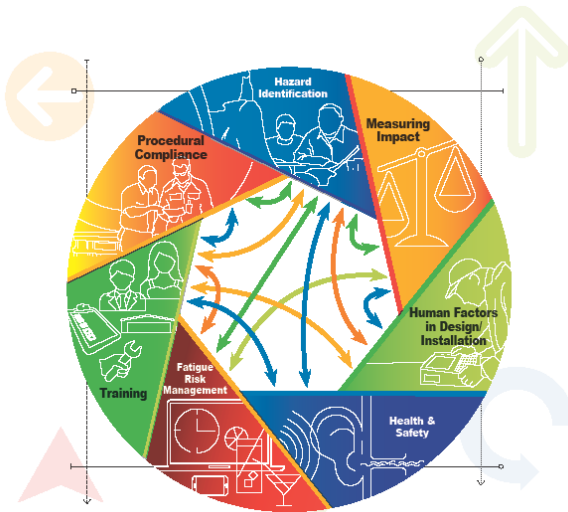 Hazard
Identification
Measuring
Impact
Procedural
Compliance
Human Factors
in Design/
Installation
Fatigue
Risk
Management
Training
Health &
Safety